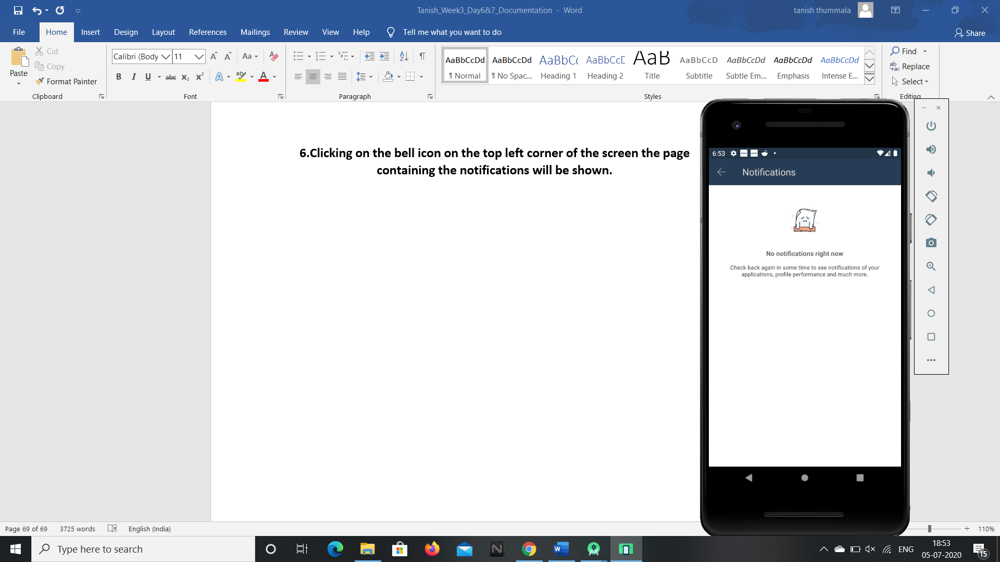 Tanish_Week3_Day6&7_Documentation - Word
tanish thummala
File Home Insert Design Layout References Mailings Review View Help Tell me what you want to do
Share
Paste
Cut
Copy
Format Painter
Clipboard
Calibri (Body 11
Aa
B I U abc x₂ x²
Font
Paragraph
AaBbCcDd AaBbCcDd AaBbCc AaBbCcD AaB AaBbCcD AaBbCcDd AaBbCcDd AaBbCcDd
¶ Normal ¶ No Spac... Heading 1 Heading 2 Title Subtitle Subtle Em... Emphasis Intense E...
Styles
Find
Replace
Select
Editing
6.Clicking on the bell icon on the top left corner of the screen the page
containing the notifications will be shown.
6:53
Notifications
No notifications right now
Check back again in some time to see notifications of your
applications, profile performance and much more.
Page 69 of 69 3725 words English (India)
110%
Type here to search
ENG
18:53
05-07-2020
15